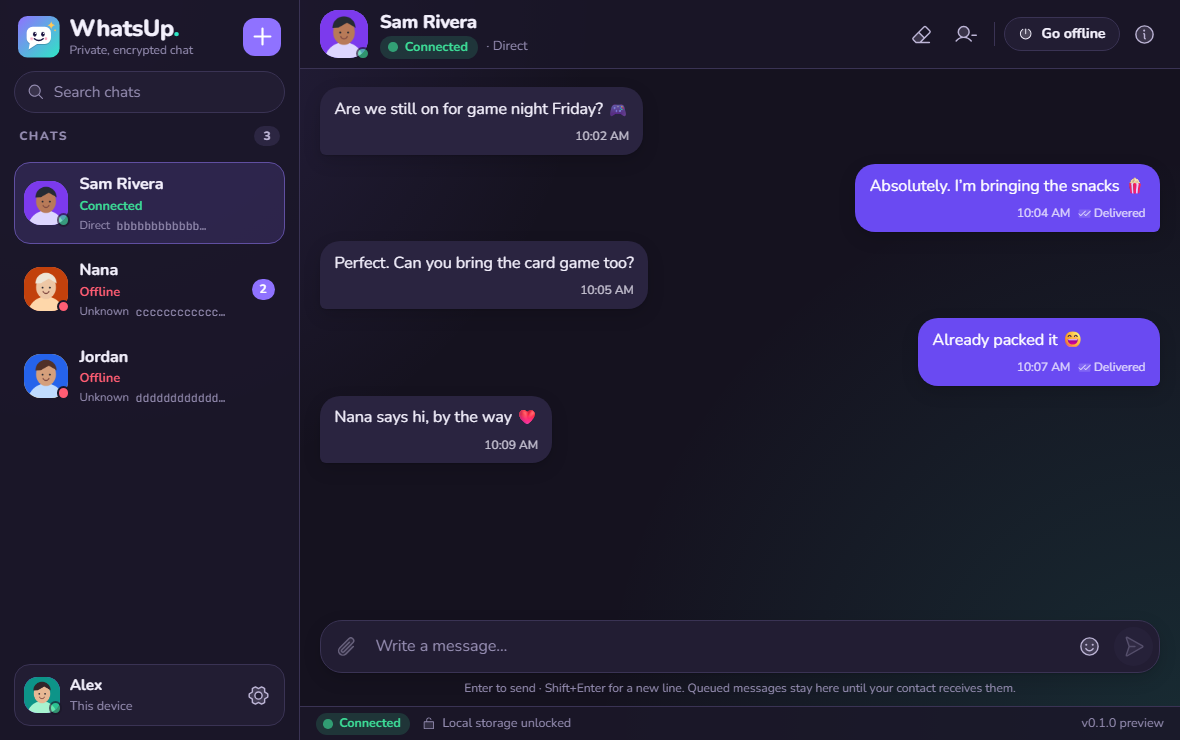 WhatsUp.
Private, encrypted chat
Search chats
CHATS
3
Sam Rivera
Connected
Direct bbbbbbbbbbbb…
Nana
Offline
Unknown cccccccccccc…
2
Jordan
Offline
Unknown dddddddddddd…
Alex
This device
Sam Rivera
Connected · Direct
Go offline
Are we still on for game night Friday? 🎮
10:02 AM
Absolutely. I’m bringing the snacks 🍿
10:04 AM Delivered
Perfect. Can you bring the card game too?
10:05 AM
Already packed it 😄
10:07 AM Delivered
Nana says hi, by the way ❤️
10:09 AM
Write a message…
Enter to send · Shift+Enter for a new line. Queued messages stay here until your contact receives them.
Connected
Local storage unlocked
v0.1.0 preview